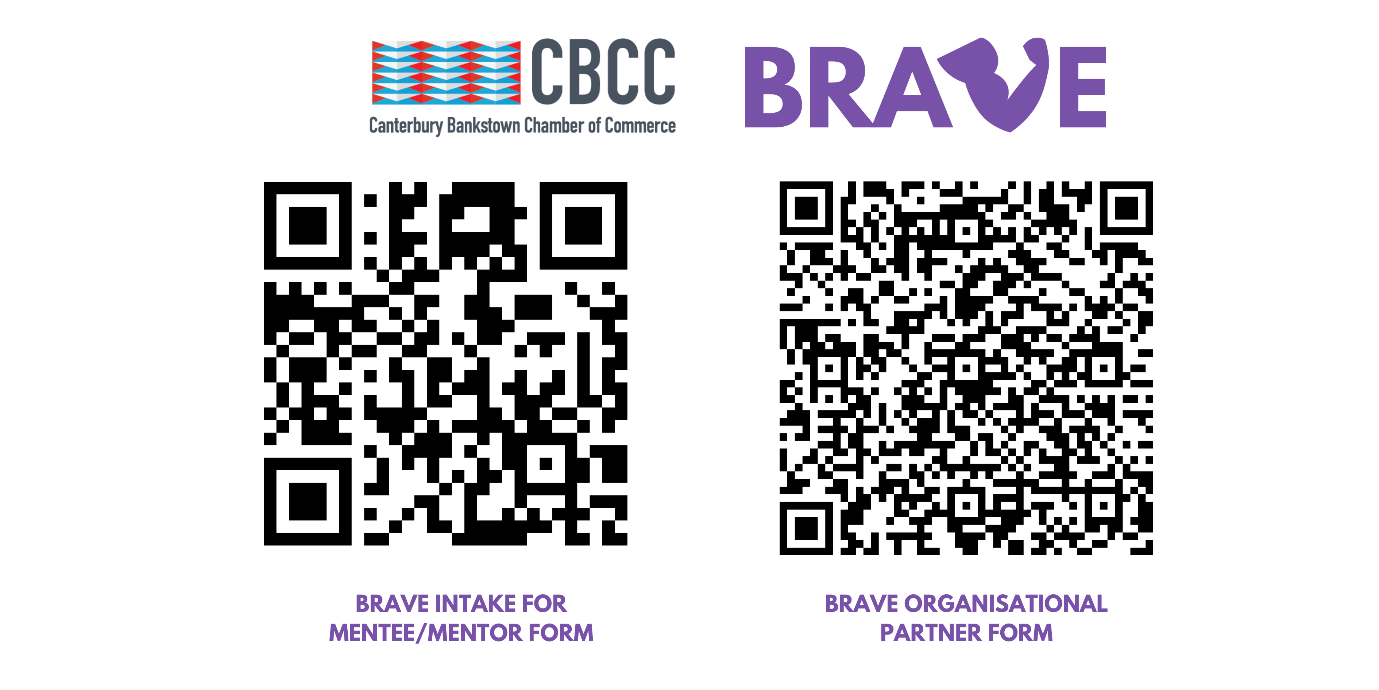 CBCC
Canterbury Bankstown Chamber of Commerce
BRAVE
BRAVE INTAKE FOR
MENTEE/MENTOR FORM
BRAVE ORGANISATIONAL
PARTNER FORM